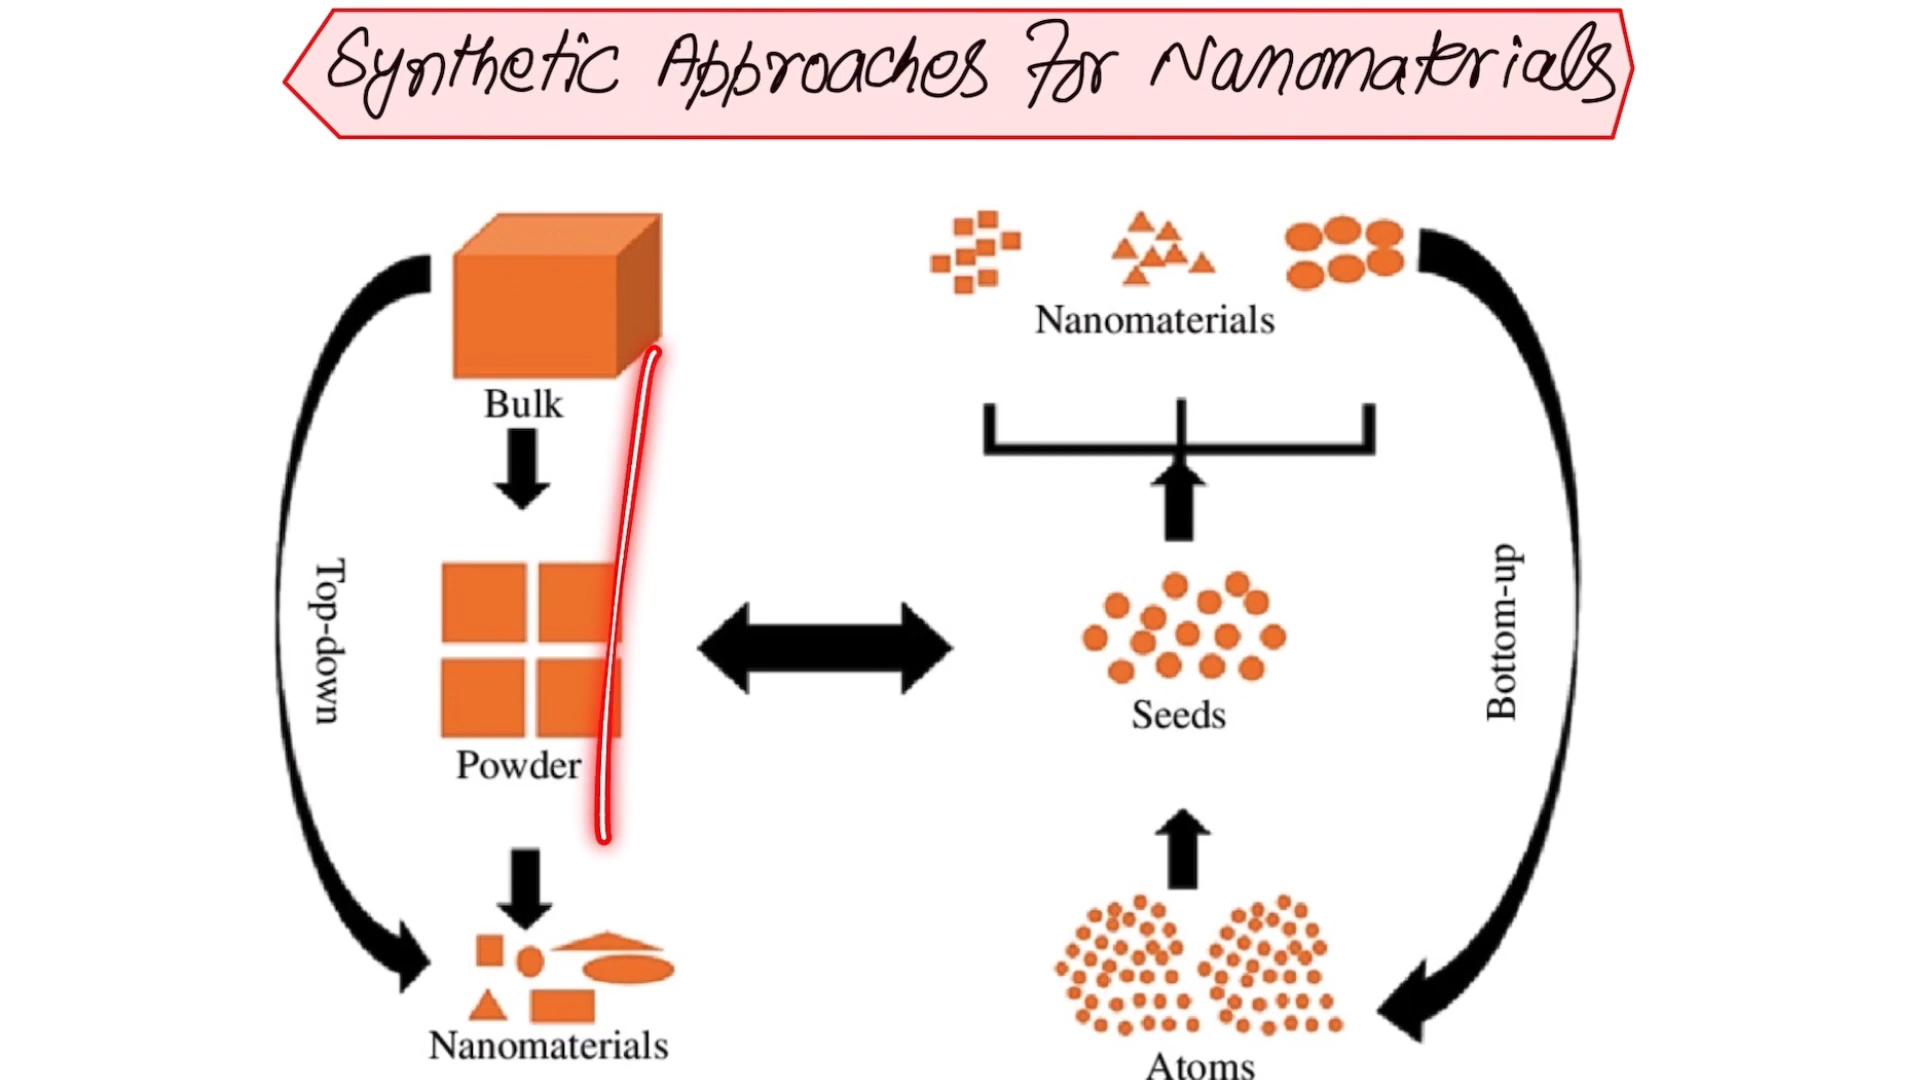 Synthetic Approaches For Nanomaterials
Bulk
Top-down
Powder
Nanomaterials
Nanomaterials
Seeds
Bottom-up
Atoms